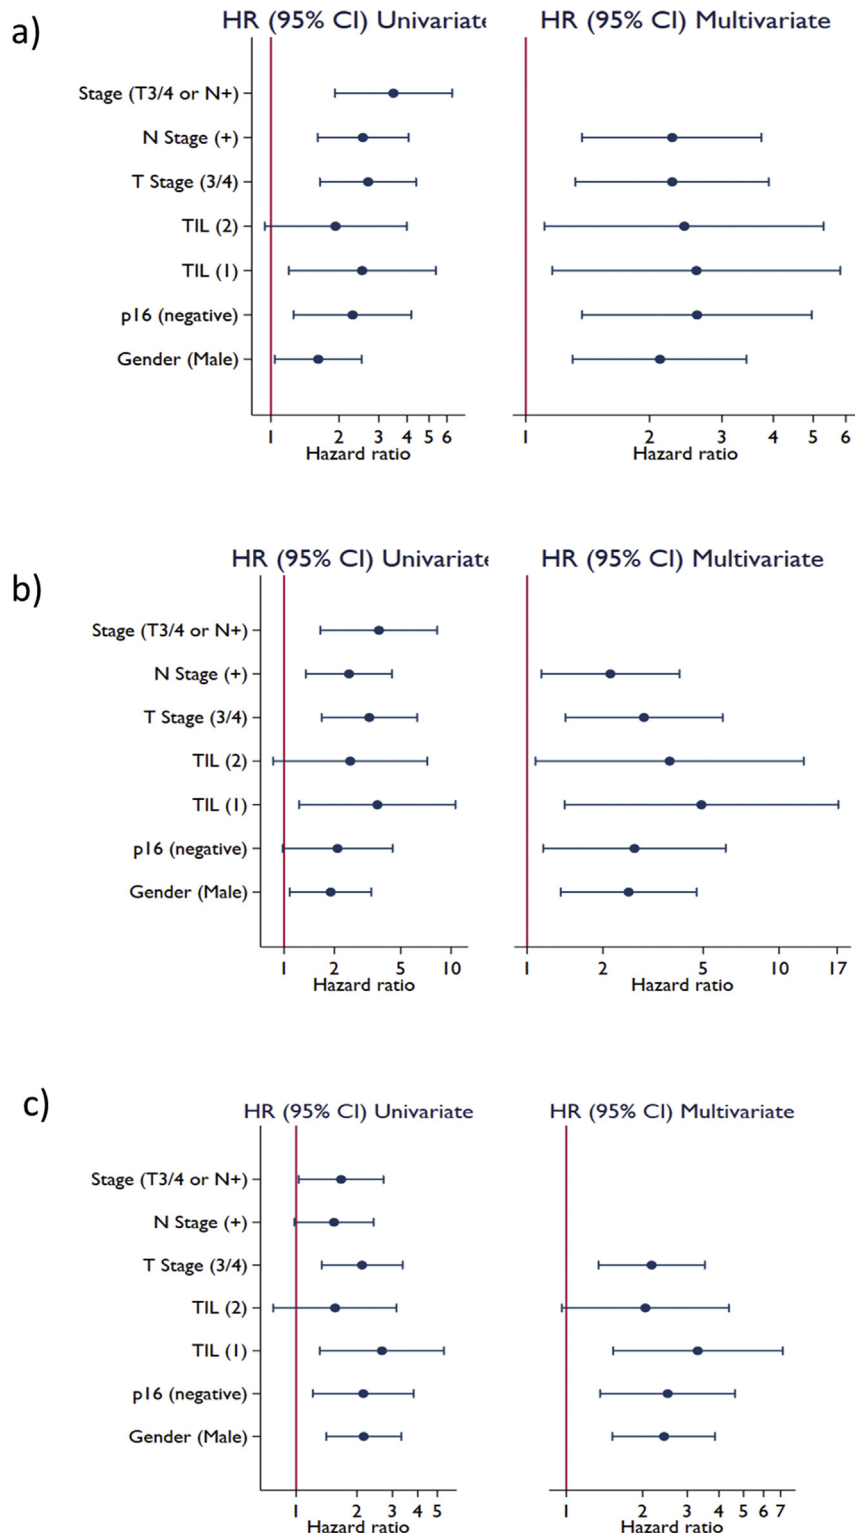 a)
HR (95% CI) Univariate
HR (95% CI) Multivariate
Stage (T3/4 or N+)
N Stage (+)
T Stage (3/4)
TIL (2)
TIL (1)
p16 (negative)
Gender (Male)
1 2 3 4 5 6
1 2 3 4 5 6
Hazard ratio
Hazard ratio
b)
HR (95% CI) Univariate
HR (95% CI) Multivariate
Stage (T3/4 or N+)
N Stage (+)
T Stage (3/4)
TIL (2)
TIL (1)
p16 (negative)
Gender (Male)
1 2 5 10
1 2 5 10 17
Hazard ratio
Hazard ratio
c)
HR (95% CI) Univariate
HR (95% CI) Multivariate
Stage (T3/4 or N+)
N Stage (+)
T Stage (3/4)
TIL (2)
TIL (1)
p16 (negative)
Gender (Male)
1 2 3 4 5
1 2 3 4 5 6 7
Hazard ratio
Hazard ratio